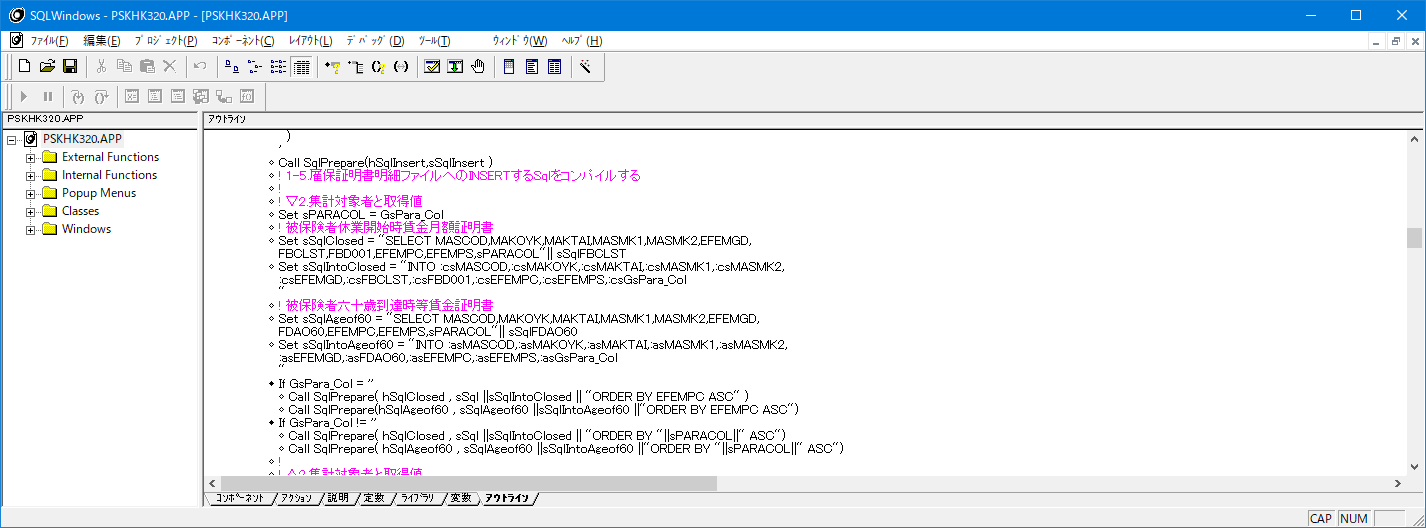 SQLWindows - PSKHK320.APP - [PSKHK320.APP]
ファイル(F) 編集(E) プロジェクト(P) コンポーネント(C) レイアウト(L) デバッグ(D) ツール(T) ウィンドウ(W) ヘルプ(H)
PSKHK320.APP
アウトライン
PSKHK320.APP
External Functions
Internal Functions
Popup Menus
Classes
Windows
)
,
Call SqlPrepare(hSqlInsert,sSqlInsert )
! 1-5.雇保証明書明細ファイルへのINSERTするSqlをコンパイルする
!
! ▽2.集計対象者と取得値
Set sPARACOL = GsPara_Col
! 被保険者休業開始時賃金月額証明書
Set sSqlClosed = "SELECT MASCOD,MAKOYK,MAKTAI,MASMK1,MASMK2,EFEMGD,
FBCLST,FBD001,EFEMPC,EFEMPS,sPARACOL"|| sSqlFBCLST
Set sSqlIntoClosed = "INTO :csMASCOD,:csMAKOYK,:csMAKTAI,:csMASMK1,:csMASMK2,
:csEFEMGD,:csFBCLST,:csFBD001,:csEFEMPC,:csEFEMPS,:csGsPara_Col
"
! 被保険者六十歳到達時等賃金証明書
Set sSqlAgeof60 = "SELECT MASCOD,MAKOYK,MAKTAI,MASMK1,MASMK2,EFEMGD,
FDAO60,EFEMPC,EFEMPS,sPARACOL"|| sSqlFDAO60
Set sSqlIntoAgeof60 = "INTO :asMASCOD,:asMAKOYK,:asMAKTAI,:asMASMK1,:asMASMK2,
:asEFEMGD,:asFDAO60,:asEFEMPC,:asEFEMPS,:asGsPara_Col
"
If GsPara_Col = ''
Call SqlPrepare( hSqlClosed , sSql ||sSqlIntoClosed || "ORDER BY EFEMPC ASC" )
Call SqlPrepare(hSqlAgeof60 , sSqlAgeof60 ||sSqlIntoAgeof60 ||"ORDER BY EFEMPC ASC")
If GsPara_Col != ''
Call SqlPrepare( hSqlClosed , sSql ||sSqlIntoClosed || "ORDER BY "||sPARACOL||" ASC")
Call SqlPrepare( hSqlAgeof60 , sSqlAgeof60 ||sSqlIntoAgeof60 ||"ORDER BY "||sPARACOL||" ASC")
!
! △2.集計対象者と取得値
コンポーネント アクション 説明 定数 ライブラリ 変数 アウトライン
CAP NUM